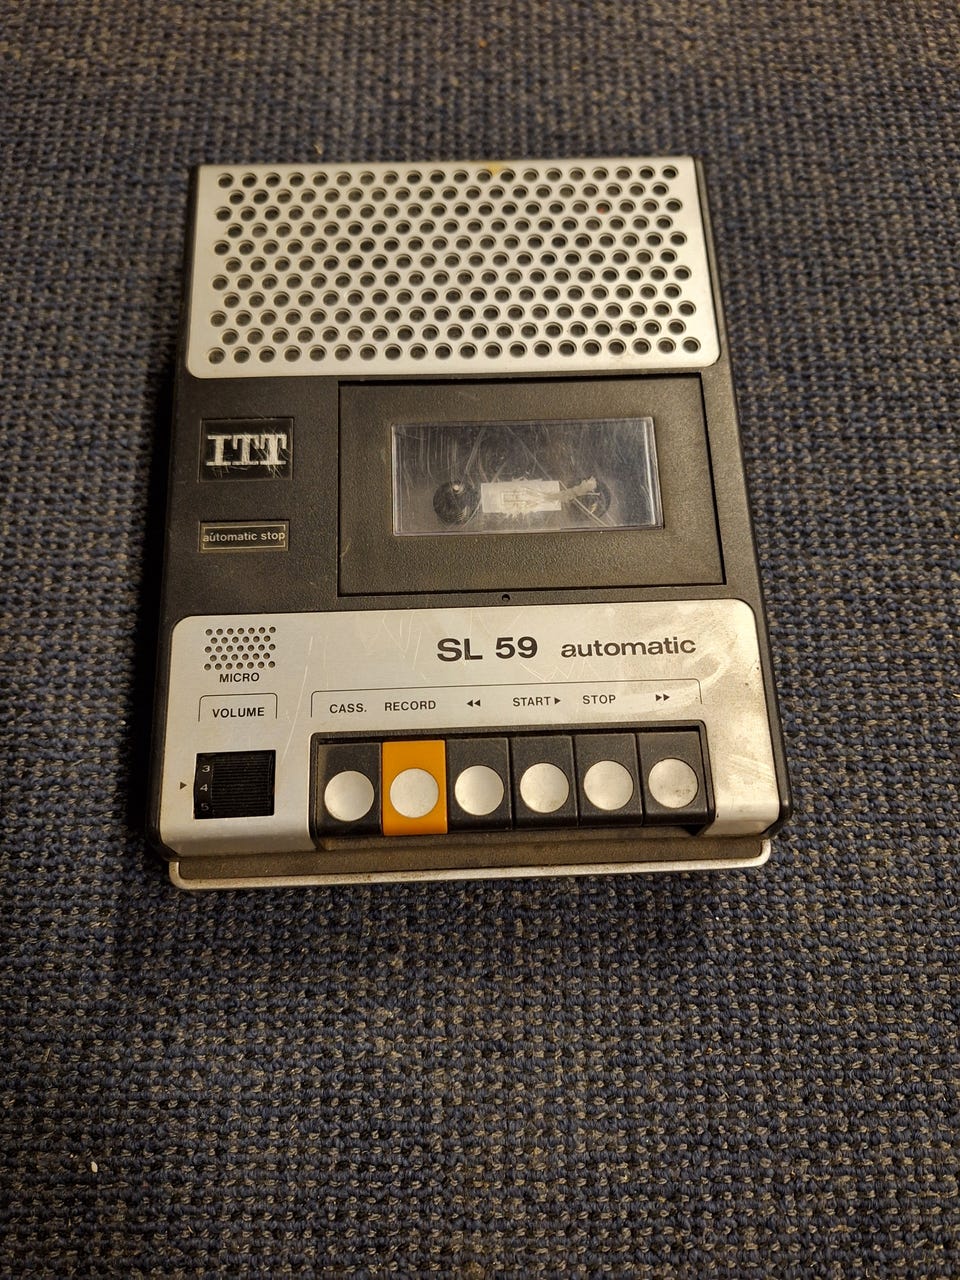 ITT
automatic stop
SL 59 automatic
MICRO
VOLUME
CASS. RECORD ◀◀ START ▶ STOP ▶▶
3
4
5